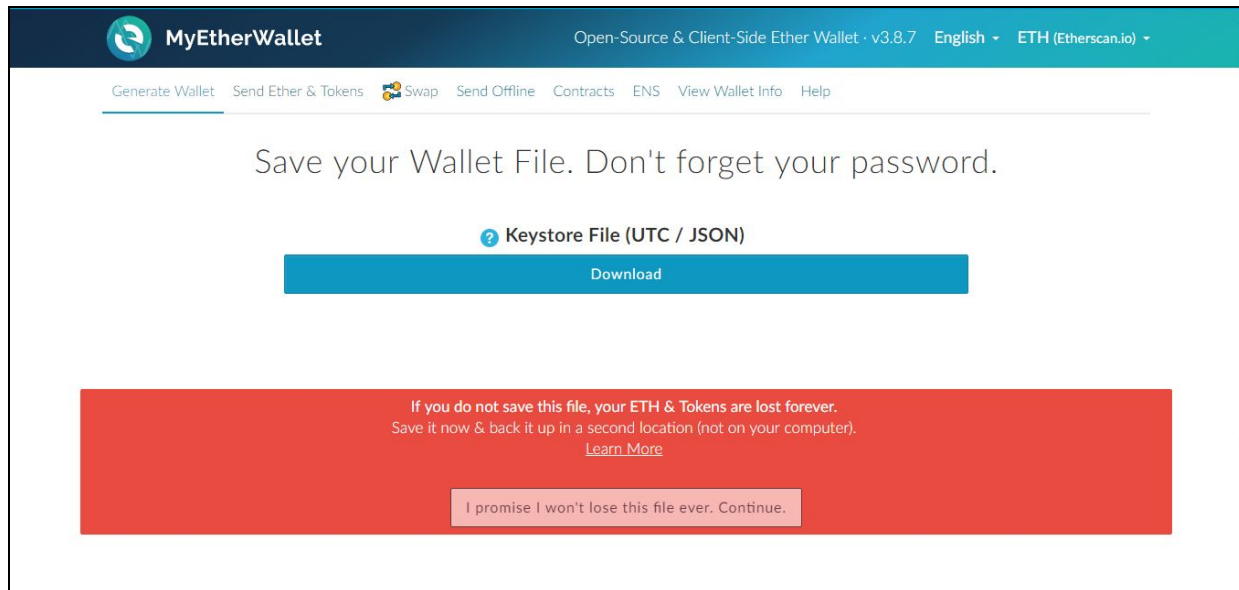 MyEtherWallet
Open-Source & Client-Side Ether Wallet · v3.8.7 English ETH (Etherscan.io)
Generate Wallet Send Ether & Tokens Swap Send Offline Contracts ENS View Wallet Info Help
Save your Wallet File. Don't forget your password.
? Keystore File (UTC / JSON)
Download
If you do not save this file, your ETH & Tokens are lost forever.
Save it now & back it up in a second location (not on your computer).
Learn More
I promise I won't lose this file ever. Continue.